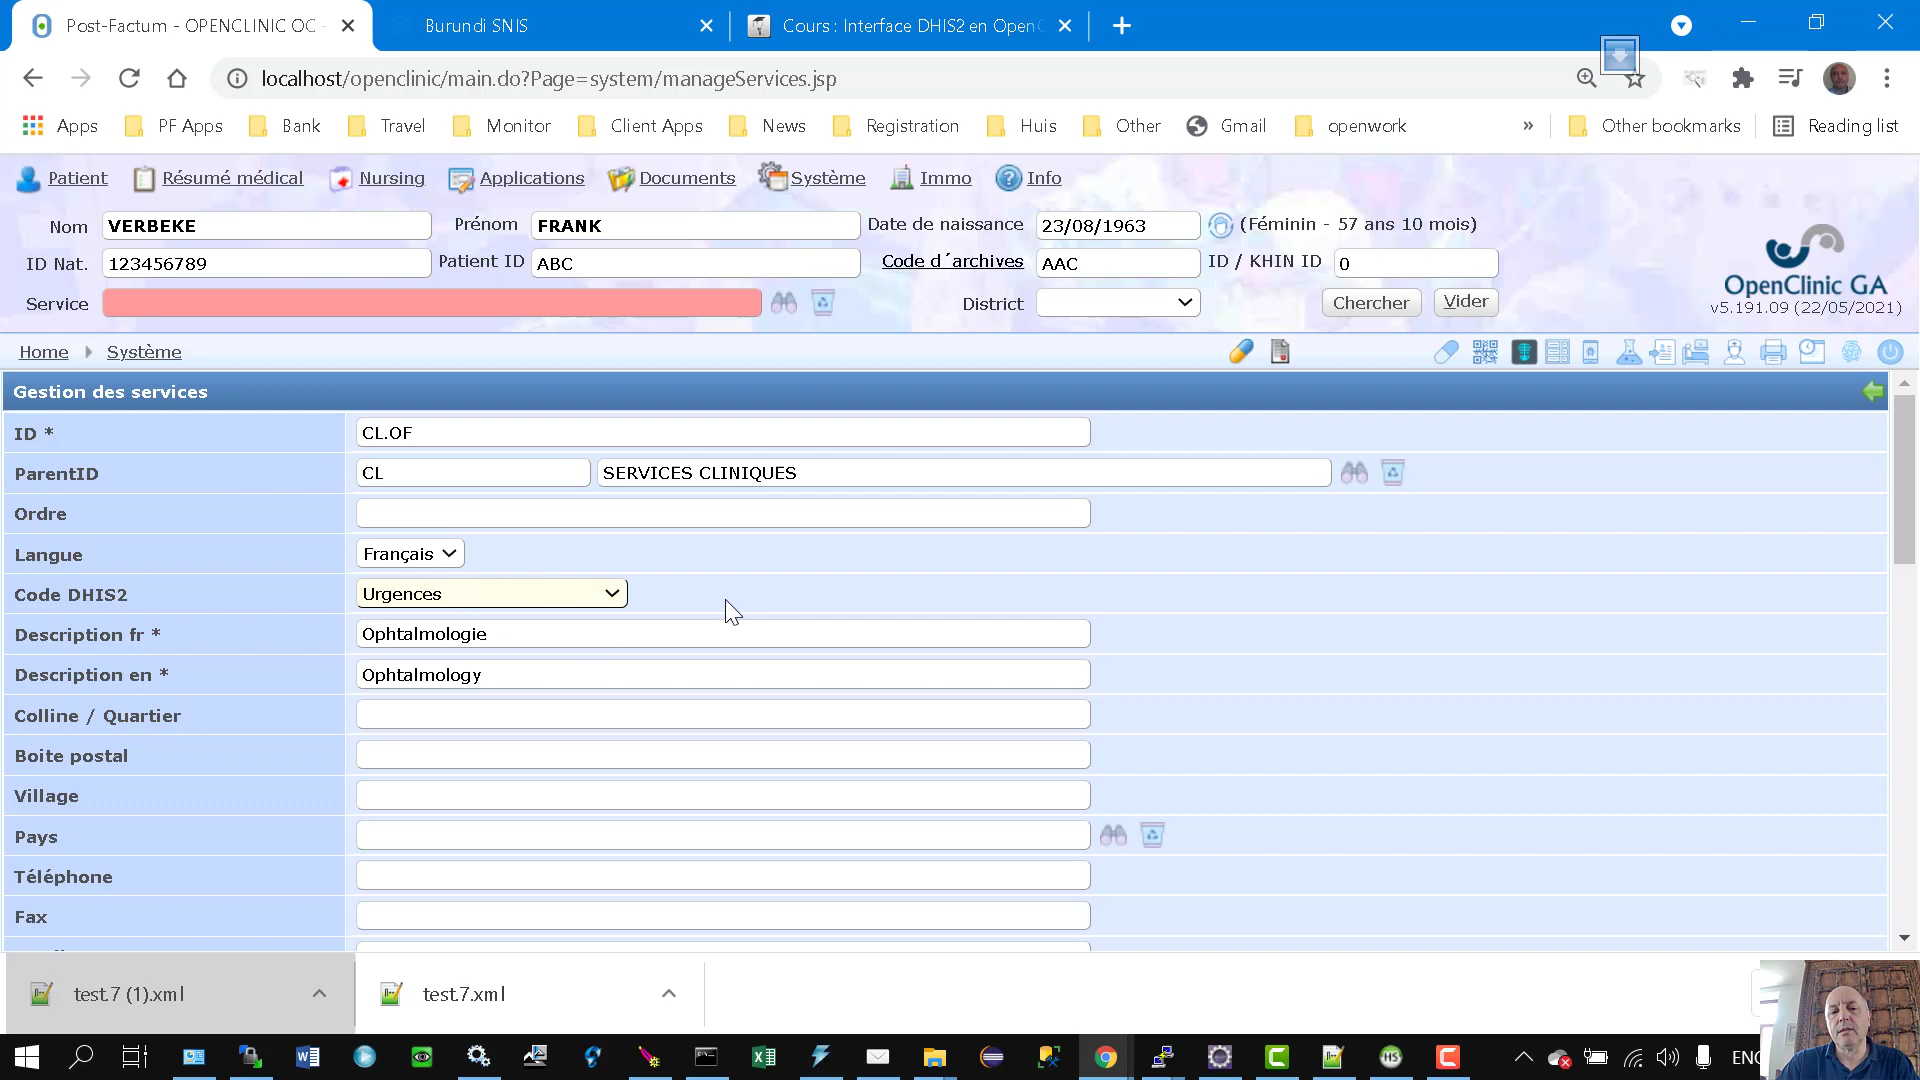 Post-Factum - OPENCLINIC OC -
Burundi SNIS
Cours : Interface DHIS2 en OpenC
localhost/openclinic/main.do?Page=system/manageServices.jsp
Apps
PF Apps
Bank
Travel
Monitor
Client Apps
News
Registration
Huis
Other
Gmail
openwork
»
Other bookmarks
Reading list
Patient
Résumé médical
Nursing
Applications
Documents
Système
Immo
Info
Nom VERBEKE Prénom FRANK Date de naissance 23/08/1963 (Féminin - 57 ans 10 mois)
ID Nat. 123456789 Patient ID ABC Code d´archives AAC ID / KHIN ID 0
Service District Chercher Vider
OpenClinic GA
v5.191.09 (22/05/2021)
Home Système
Gestion des services
ID * CL.OF
ParentID CL SERVICES CLINIQUES
Ordre
Langue Français
Code DHIS2 Urgences
Description fr * Ophtalmologie
Description en * Ophtalmology
Colline / Quartier
Boite postal
Village
Pays
Téléphone
Fax
test.7 (1).xml
test.7.xml
ENG